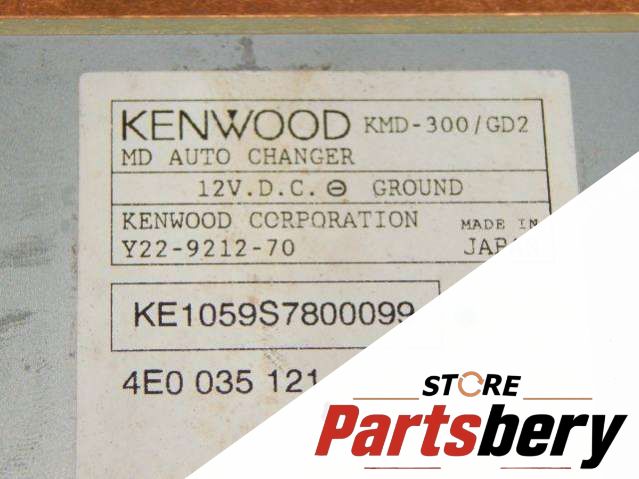 KENWOOD KMD-300/GD2
MD AUTO CHANGER
12V.D.C. ⊖ GROUND
KENWOOD CORPORATION MADE IN
Y22-9212-70 JAPAN
KE1059S7800099
4E0 035 121
STORE
Partsbery